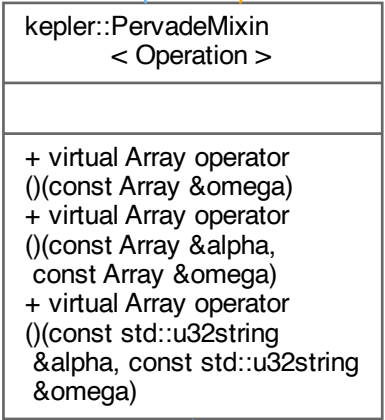 kepler::PervadeMixin
< Operation >
+ virtual Array operator
()(const Array &omega)
+ virtual Array operator
()(const Array &alpha,
const Array &omega)
+ virtual Array operator
()(const std::u32string
&alpha, const std::u32string
&omega)